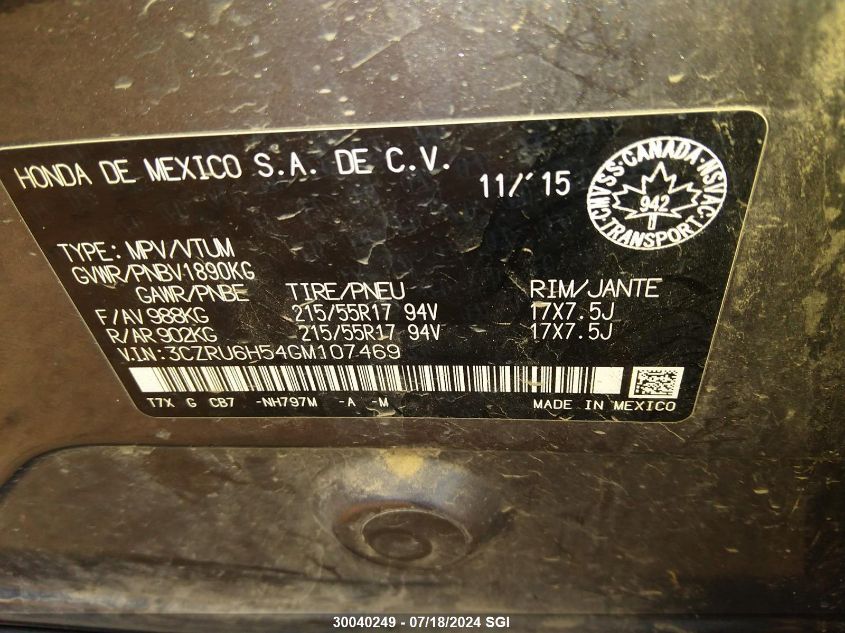 HONDA DE MEXICO S.A. DE C.V.
11/'15
CMVSS-CANADA-NSVAC
942
TRANSPORT
TYPE: MPV/VTUM
GVWR/PNBV1890KG
GAWR/PNBE TIRE/PNEU RIM/JANTE
F/AV 988KG 215/55R17 94V 17X7.5J
R/AR 902KG 215/55R17 94V 17X7.5J
VIN:3CZRU6H54GM107469
T7X G CB7 -NH797M -A -M MADE IN MEXICO
30040249 - 07/18/2024 SGI